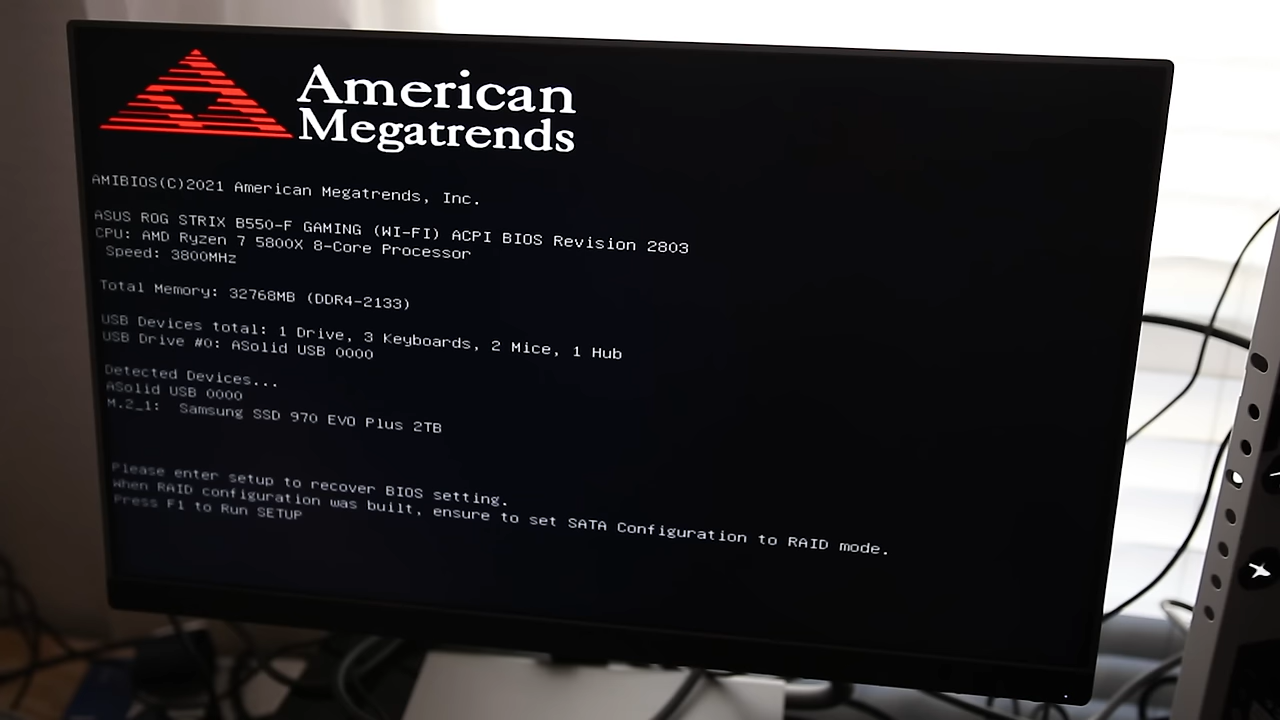 American
Megatrends
AMIBIOS(C)2021 American Megatrends, Inc.
ASUS ROG STRIX B550-F GAMING (WI-FI) ACPI BIOS Revision 2803
CPU: AMD Ryzen 7 5800X 8-Core Processor
Speed: 3800MHz
Total Memory: 32768MB (DDR4-2133)
USB Devices total: 1 Drive, 3 Keyboards, 2 Mice, 1 Hub
USB Drive #0: ASolid USB 0000
Detected Devices...
ASolid USB 0000
M.2_1: Samsung SSD 970 EVO Plus 2TB
Please enter setup to recover BIOS setting.
When RAID configuration was built, ensure to set SATA Configuration to RAID mode.
Press F1 to Run SETUP